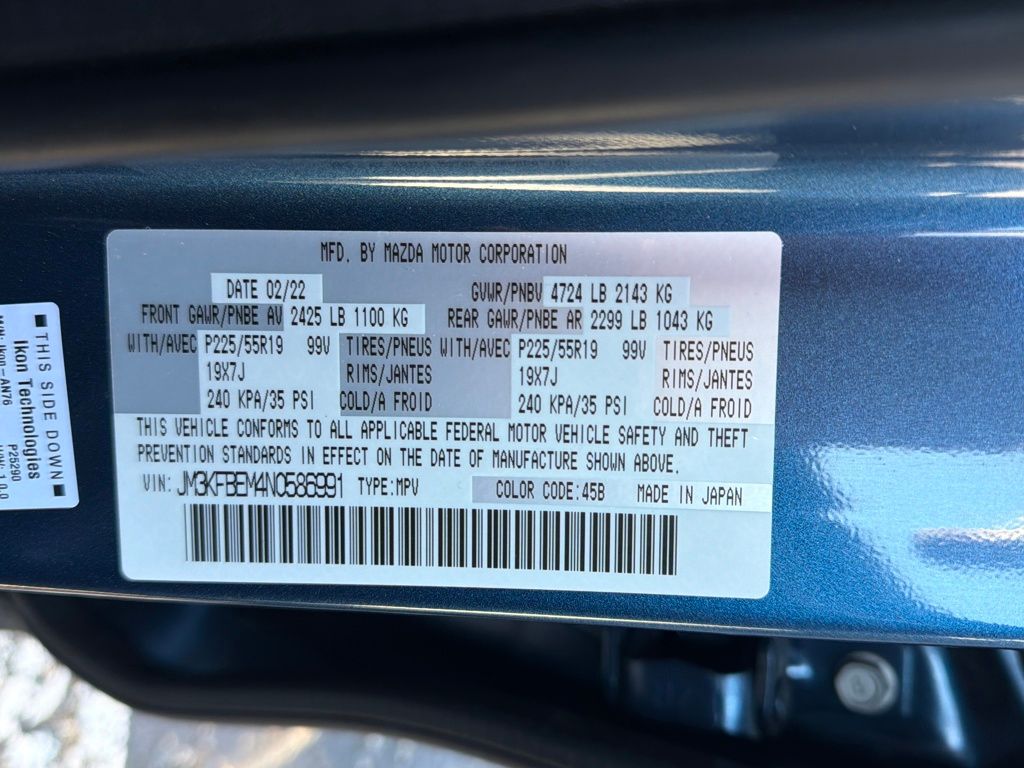 MFD. BY MAZDA MOTOR CORPORATION
DATE 02/22 GVWR/PNBV 4724 LB 2143 KG
FRONT GAWR/PNBE AV 2425 LB 1100 KG REAR GAWR/PNBE AR 2299 LB 1043 KG
WITH/AVEC P225/55R19 99V TIRES/PNEUS WITH/AVEC P225/55R19 99V TIRES/PNEUS
19X7J RIMS/JANTES 19X7J RIMS/JANTES
240 KPA/35 PSI COLD/A FROID 240 KPA/35 PSI COLD/A FROID
THIS VEHICLE CONFORMS TO ALL APPLICABLE FEDERAL MOTOR VEHICLE SAFETY AND THEFT
PREVENTION STANDARDS IN EFFECT ON THE DATE OF MANUFACTURE SHOWN ABOVE.
VIN: JM3KFBEM4N0586991 TYPE:MPV COLOR CODE:45B MADE IN JAPAN
THIS SIDE DOWN
Ikon Technologies
P25290